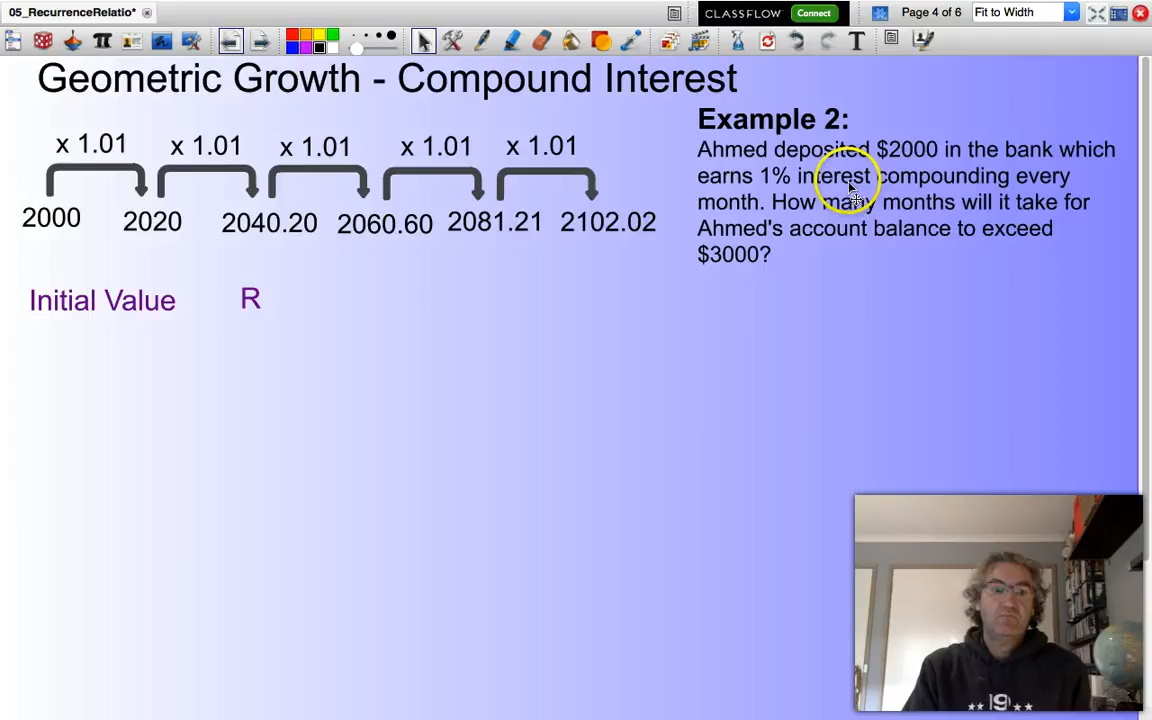 05_RecurrenceRelatio*
CLASSFLOW Connect
Page 4 of 6
Fit to Width
Geometric Growth - Compound Interest
x 1.01 x 1.01 x 1.01 x 1.01 x 1.01
2000 2020 2040.20 2060.60 2081.21 2102.02
Example 2:
Ahmed deposited $2000 in the bank which
earns 1% interest compounding every
month. How many months will it take for
Ahmed's account balance to exceed
$3000?
Initial Value R
19